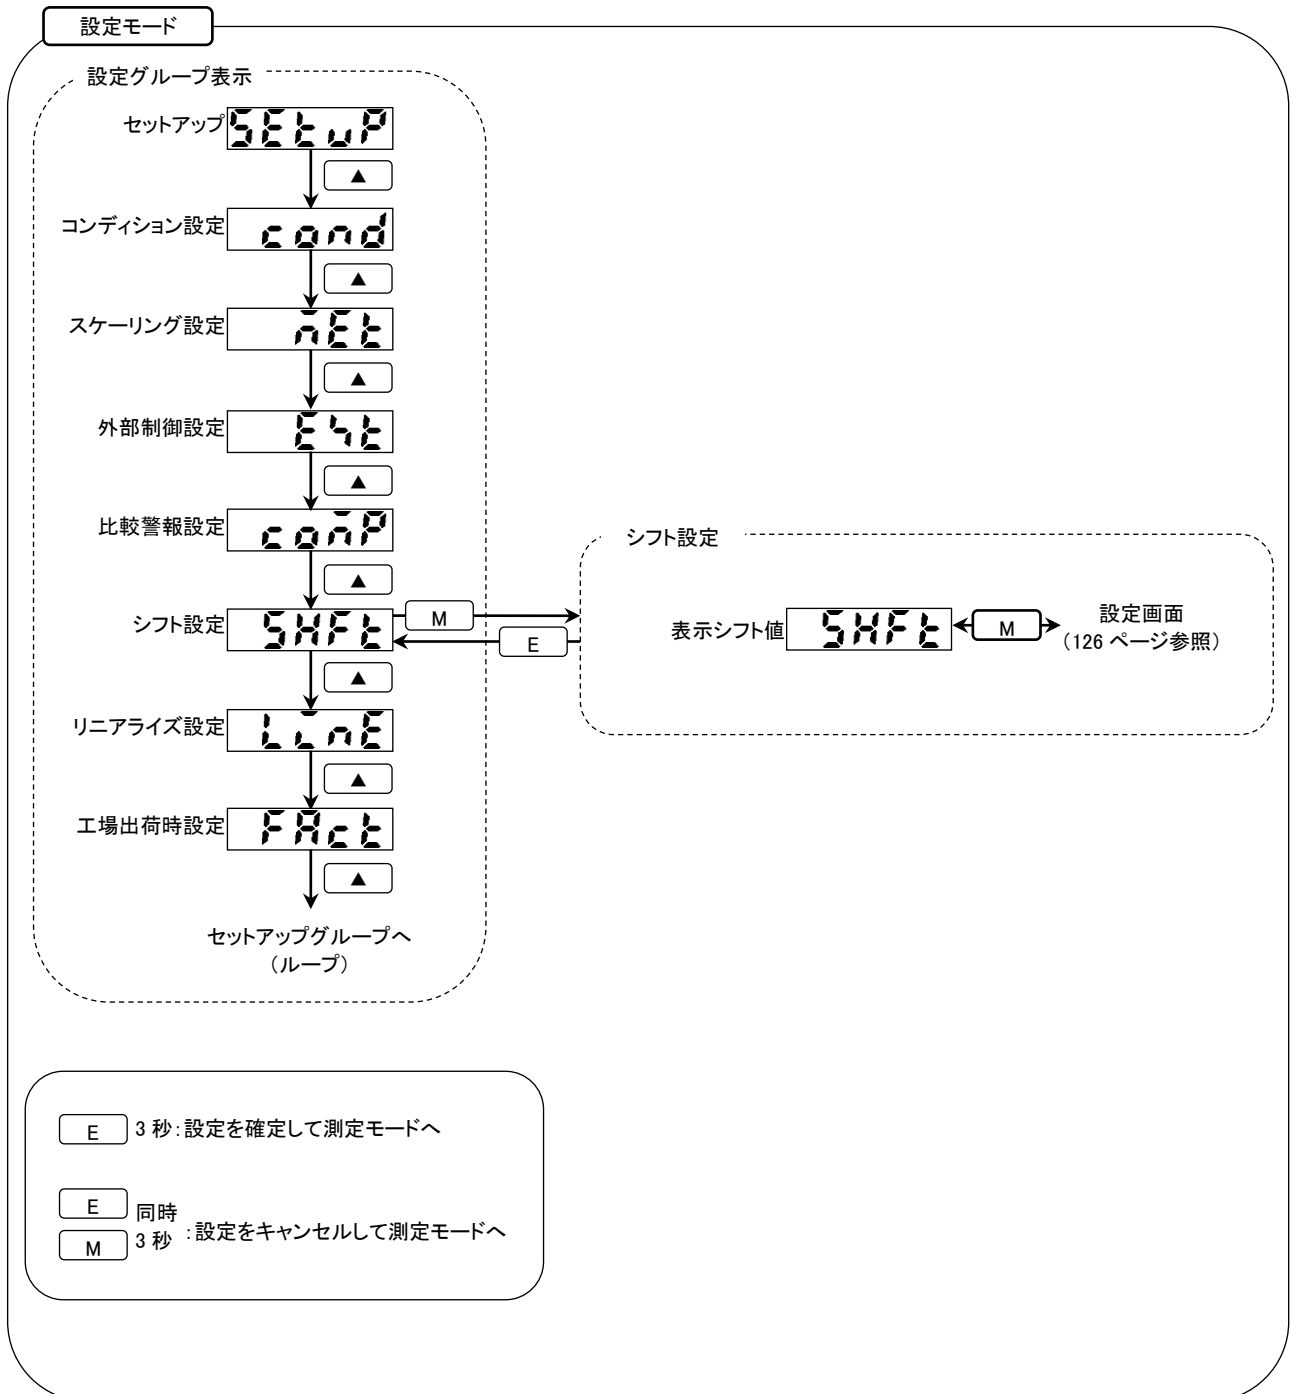 設定モード
設定グループ表示
セットアップ SEtuP
▲
コンディション設定 cond
▲
スケーリング設定 mEt
▲
外部制御設定 Ext
▲
比較警報設定 comP
▲
シフト設定 SHFt
M
E
▲
リニアライズ設定 LinE
▲
工場出荷時設定 FAct
▲
セットアップグループへ
（ループ）
シフト設定
表示シフト値 SHFt
M
設定画面
（126 ページ参照）
E 3 秒：設定を確定して測定モードへ
E 同時
M 3 秒 ：設定をキャンセルして測定モードへ